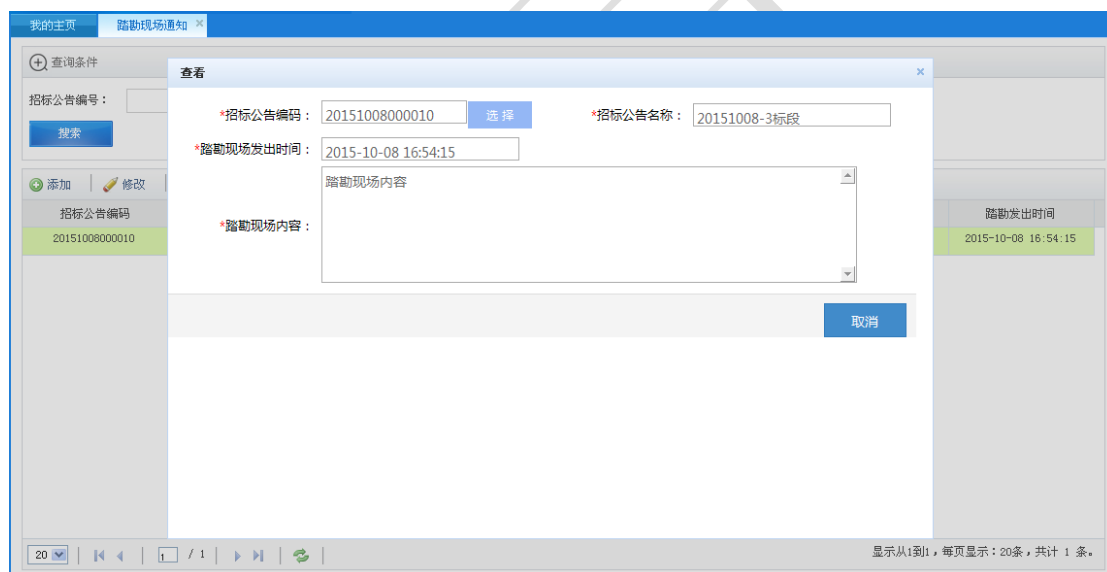 我的主页 踏勘现场通知 ×
查询条件
查看 ×
招标公告编号：
*招标公告编码： 20151008000010 选择 *招标公告名称： 20151008-3标段
搜索
*踏勘现场发出时间： 2015-10-08 16:54:15
添加 修改
踏勘现场内容
招标公告编码 踏勘发出时间
*踏勘现场内容：
20151008000010 2015-10-08 16:54:15
取消
20 1 / 1 显示从1到1，每页显示：20条，共计 1 条。